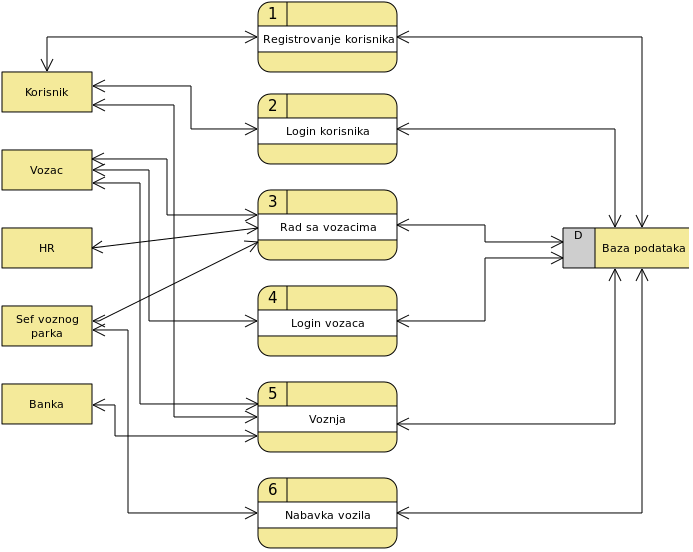 1
Registrovanje korisnika
Korisnik
2
Login korisnika
Vozac
3
Rad sa vozacima
HR
D
Baza podataka
Sef voznog
parka
4
Login vozaca
Banka
5
Voznja
6
Nabavka vozila